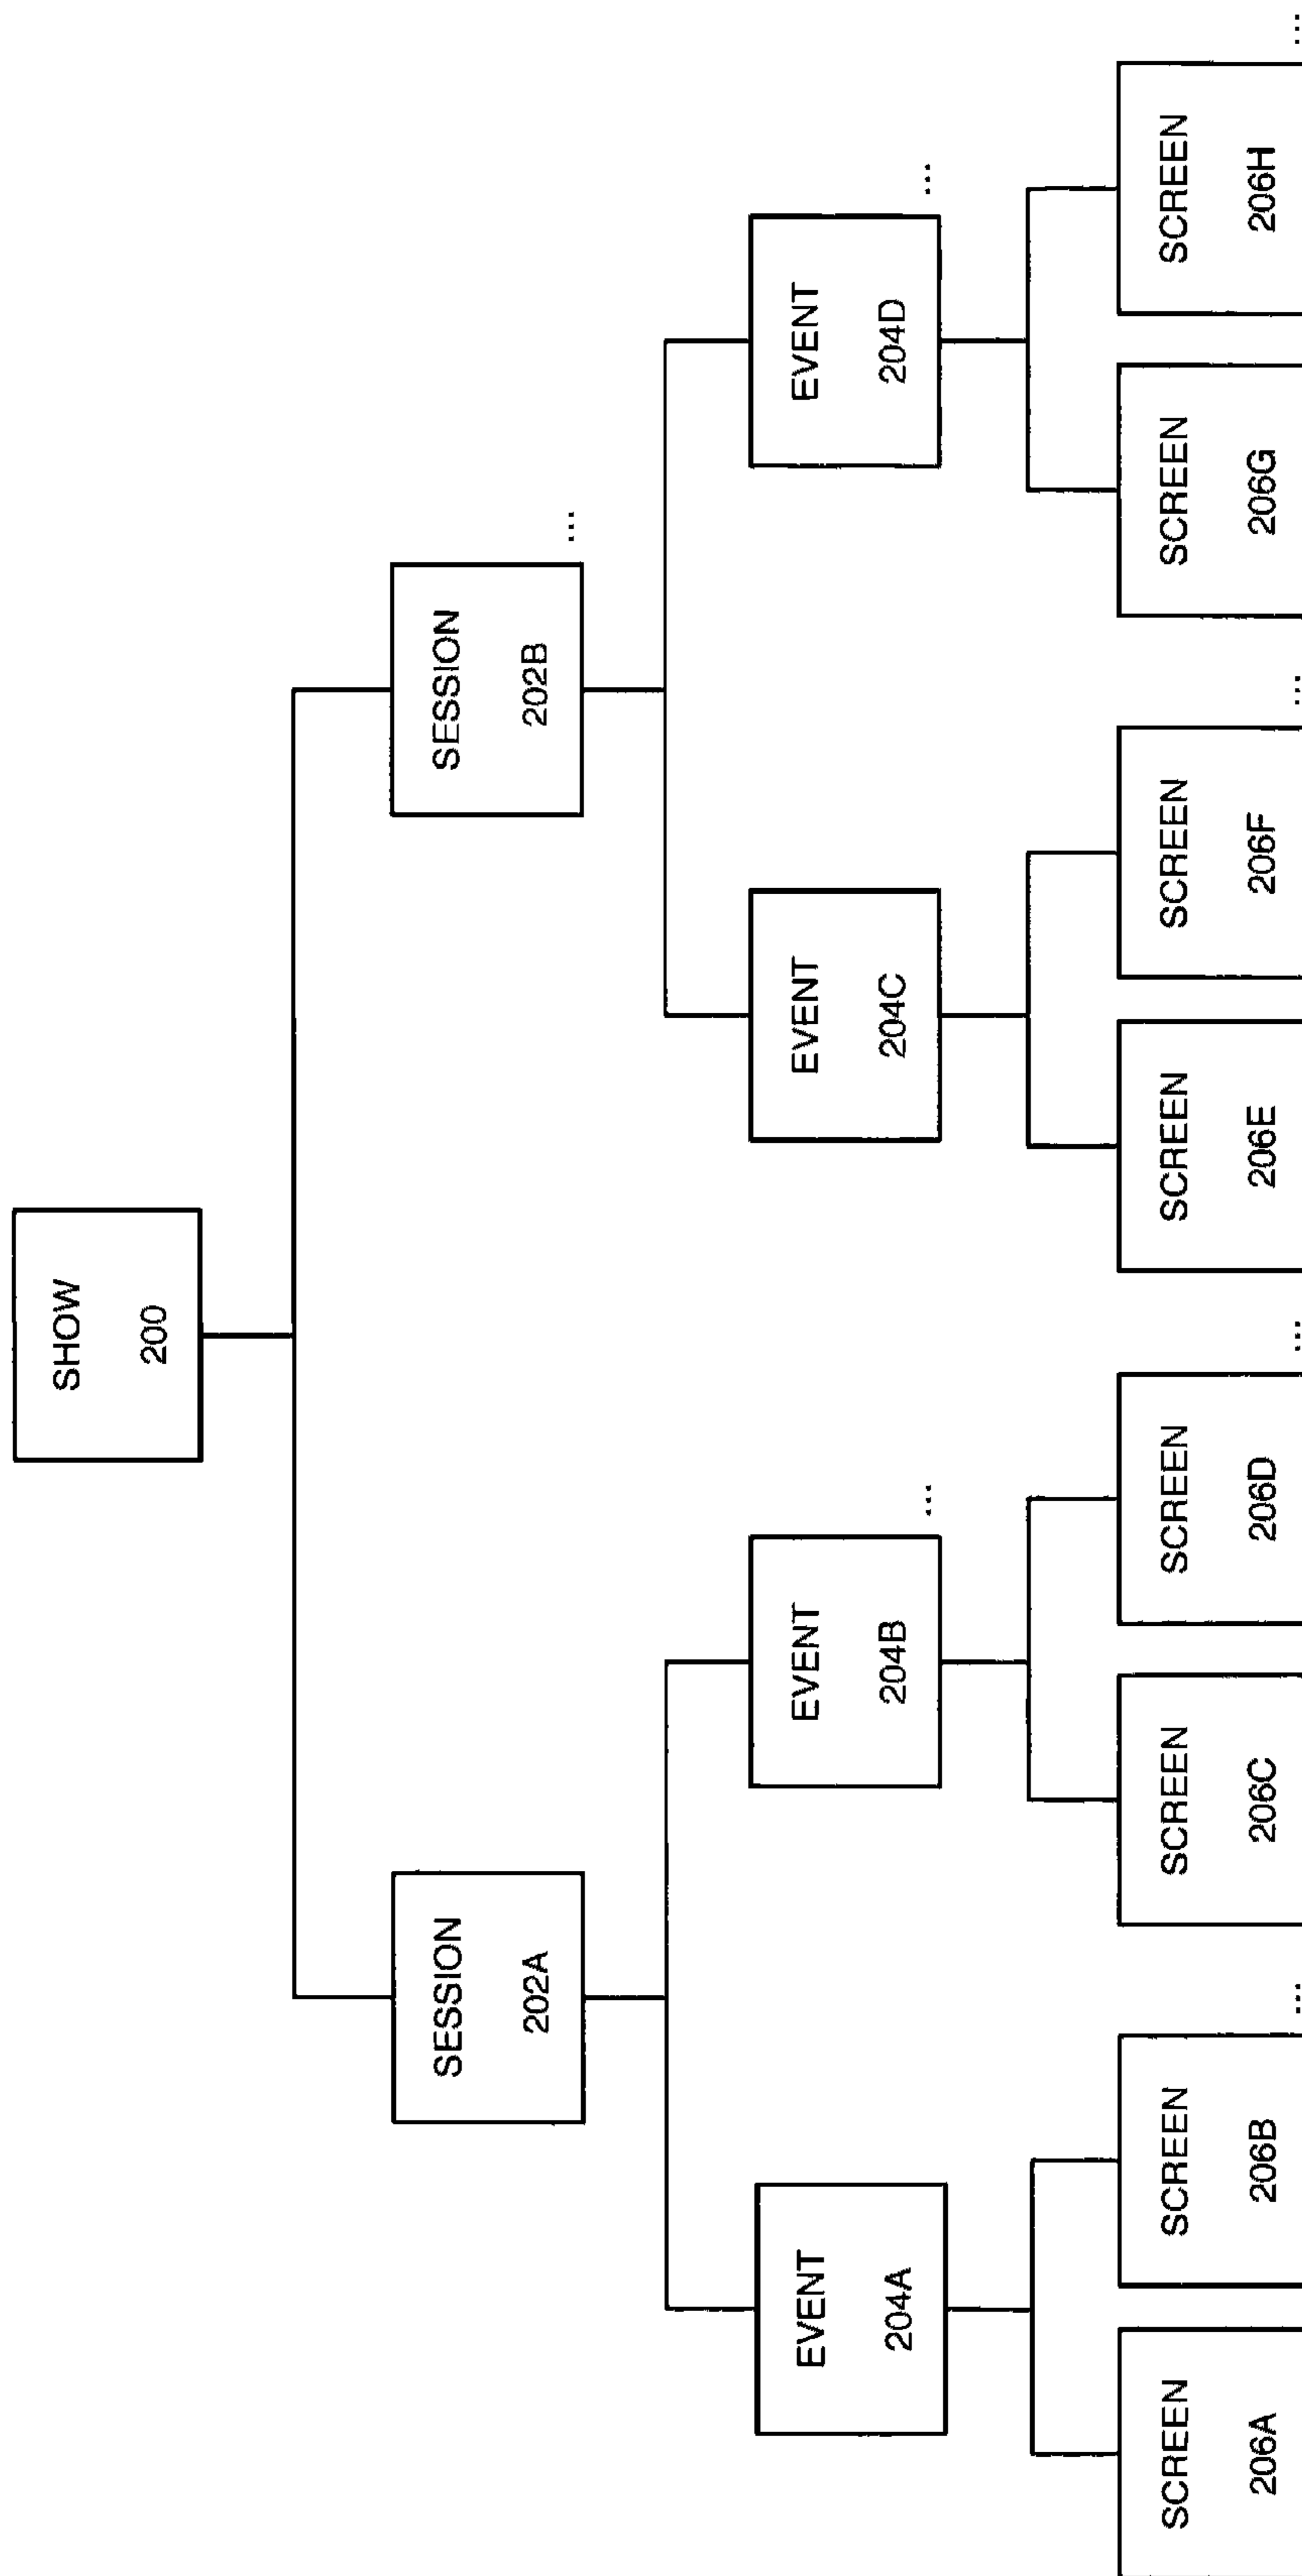 SHOW
200
SESSION
202A
SESSION
202B
...
EVENT
204A
EVENT
204B
...
EVENT
204C
EVENT
204D
...
SCREEN
206A
SCREEN
206B
...
SCREEN
206C
SCREEN
206D
...
SCREEN
206E
SCREEN
206F
...
SCREEN
206G
SCREEN
206H
...